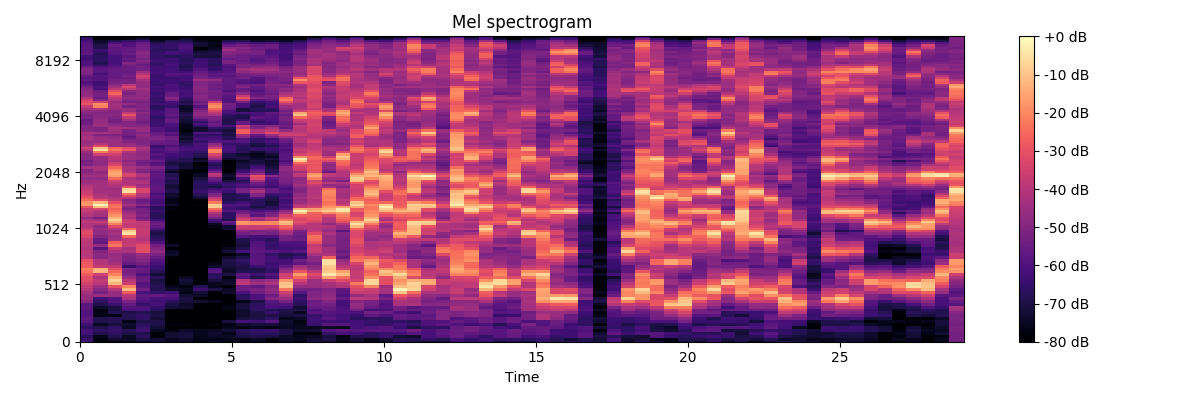 Mel spectrogram
8192
4096
2048
1024
512
0
Hz
0 5 10 15 20 25
Time
+0 dB
-10 dB
-20 dB
-30 dB
-40 dB
-50 dB
-60 dB
-70 dB
-80 dB